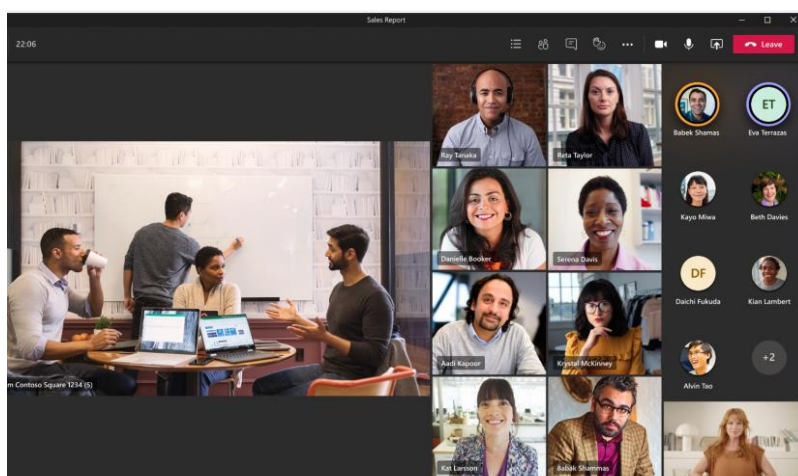 Sales Report
22:06
Leave
Ray Tanaka
Reta Taylor
Babek Shamas
Eva Terrazas
ET
Danielle Booker
Serena Davis
Kayo Miwa
Beth Davies
DF
Daichi Fukuda
Kian Lambert
Aadi Kapoor
Krystal McKinney
Alvin Tao
+2
m Contoso Square 1234 (5)
Kat Larsson
Babak Shammas